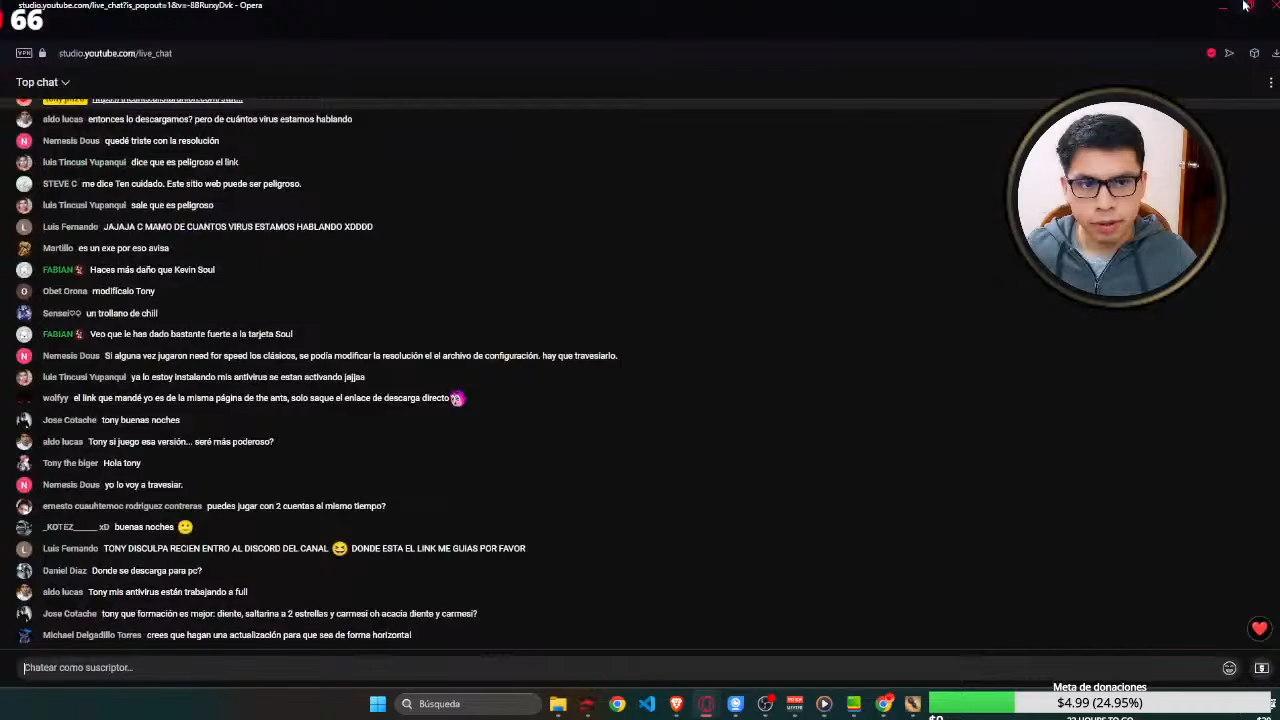 studio.youtube.com/live_chat?is_popout=1&v=-8BRurxyDvk - Opera
66
VPN studio.youtube.com/live_chat
Top chat
aldo lucas entonces lo descargamos? pero de cuántos virus estamos hablando
Nemesis Dous quedé triste con la resolución
luis Tincusi Yupanqui dice que es peligroso el link
STEVE C me dice Ten cuidado. Este sitio web puede ser peligroso.
luis Tincusi Yupanqui sale que es peligroso
L Luis Fernando JAJAJA C MAMO DE CUANTOS VIRUS ESTAMOS HABLANDO XDDDD
Martillo es un exe por eso avisa
FABIAN Haces más daño que Kevin Soul
O Obet Orona modifícalo Tony
Sensei♡♡ un trollano de chill
FABIAN Veo que le has dado bastante fuerte a la tarjeta Soul
N Nemesis Dous Si alguna vez jugaron need for speed los clásicos, se podía modificar la resolución el el archivo de configuración. hay que travesiarlo.
luis Tincusi Yupanqui ya lo estoy instalando mis antivirus se estan activando jajjaa
wolfyy el link que mandé yo es de la misma página de the ants, solo saque el enlace de descarga directo
Jose Cotache tony buenas noches
aldo lucas Tony si juego esa versión... seré más poderoso?
Tony the biger Hola tony
N Nemesis Dous yo lo voy a travesiar.
ernesto cuauhtemoc rodriguez contreras puedes jugar con 2 cuentas al mismo tiempo?
_KOTEZ______ xD buenas noches 🙂
L Luis Fernando TONY DISCULPA RECIEN ENTRO AL DISCORD DEL CANAL 😆 DONDE ESTA EL LINK ME GUIAS POR FAVOR
Daniel Diaz Donde se descarga para pc?
aldo lucas Tony mis antivirus están trabajando a full
Jose Cotache tony que formación es mejor: diente, saltarina a 2 estrellas y carmesi oh acacia diente y carmesi?
Michael Delgadillo Torres crees que hagan una actualización para que sea de forma horizontal
Chatear como suscriptor...
Búsqueda
Meta de donaciones
$4.99 (24.95%)